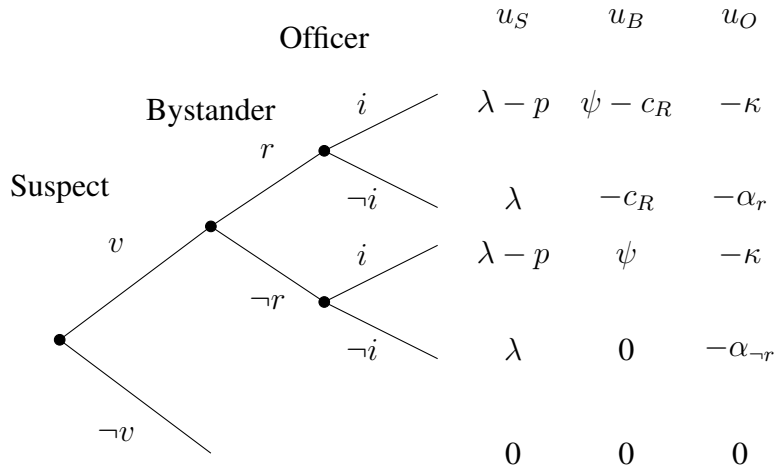 u_S u_B u_O
Officer
i λ − p ψ − c_R −κ
Bystander
r
Suspect
¬i λ −c_R −α_r
v
i λ − p ψ −κ
¬r
¬i λ 0 −α_{¬r}
¬v
0 0 0